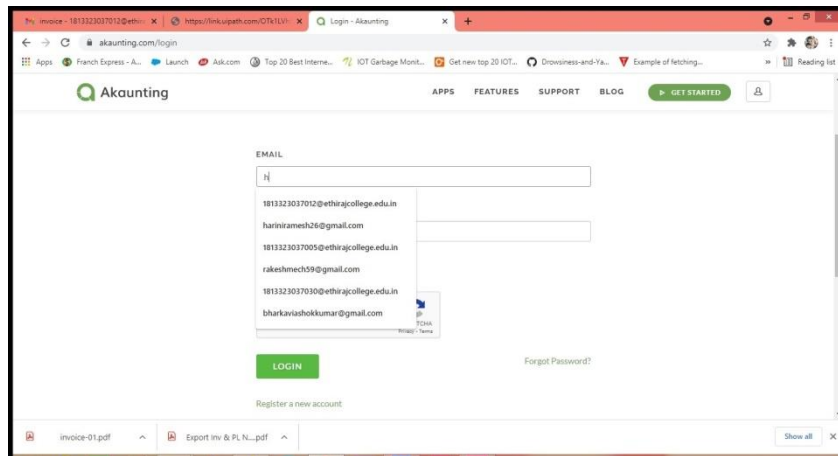 invoice - 1813323037012@ethira
https://link.uipath.com/OTk1LVh
Login - Akaunting
akaunting.com/login
Apps Franch Express - A... Launch Ask.com Top 20 Best Interne... IOT Garbage Monit... Get new top 20 IOT... Drowsiness-and-Ya... Example of fetching... » Reading list
Akaunting APPS FEATURES SUPPORT BLOG GET STARTED
EMAIL
h
1813323037012@ethirajcollege.edu.in
hariniramesh26@gmail.com
1813323037005@ethirajcollege.edu.in
rakeshmech59@gmail.com
1813323037030@ethirajcollege.edu.in
bharkaviashokkumar@gmail.com
Privacy - Terms
LOGIN Forgot Password?
Register a new account
invoice-01.pdf Export Inv & PL N....pdf Show all